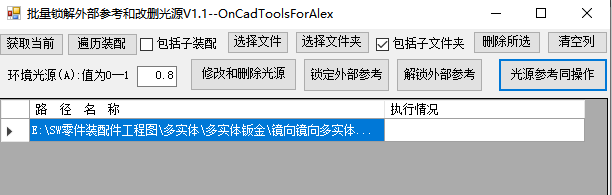 批量锁解外部参考和改删光源V1.1--OnCadToolsForAlex
获取当前 遍历装配 包括子装配 选择文件 选择文件夹 包括子文件夹 删除所选 清空列
环境光源(A):值为0—1 0.8 修改和删除光源 锁定外部参考 解锁外部参考 光源参考同操作
路 径 名 称 执行情况
E:\SW零件装配件工程图\多实体\多实体钣金\镜向镜向多实体...